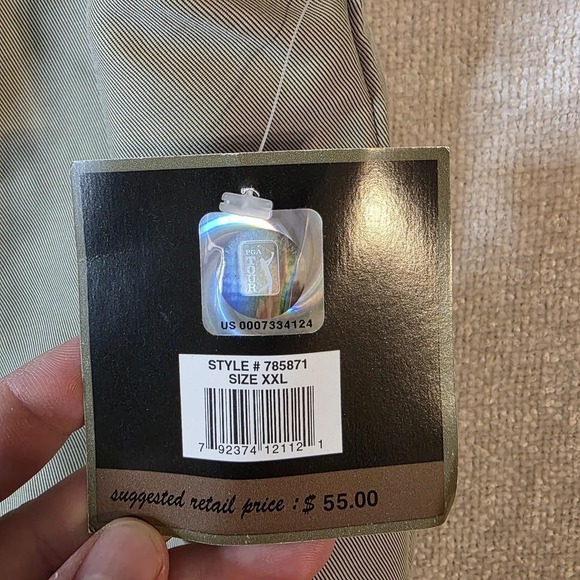 PGA
TOUR
US 0007334124
STYLE # 785871
SIZE XXL
7 92374 12112 1
suggested retail price : $ 55.00